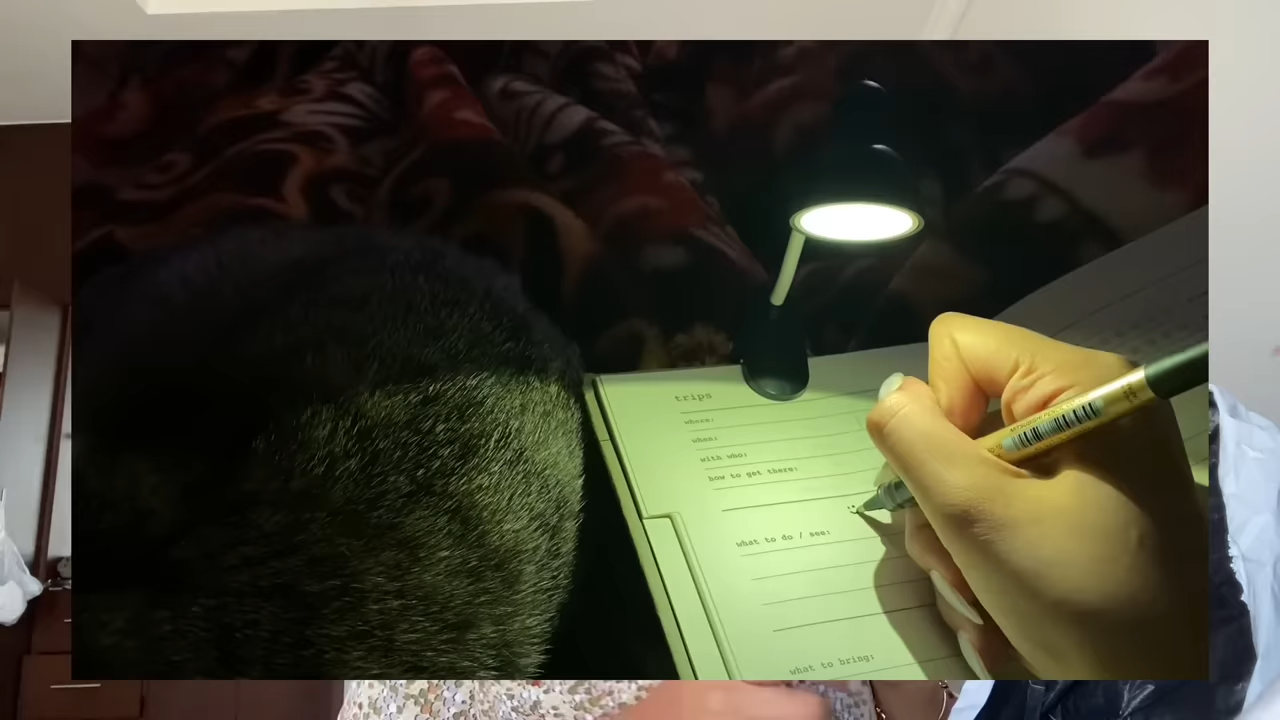 trips
where:
when:
with who:
how to get there:
what to do / see:
what to bring: